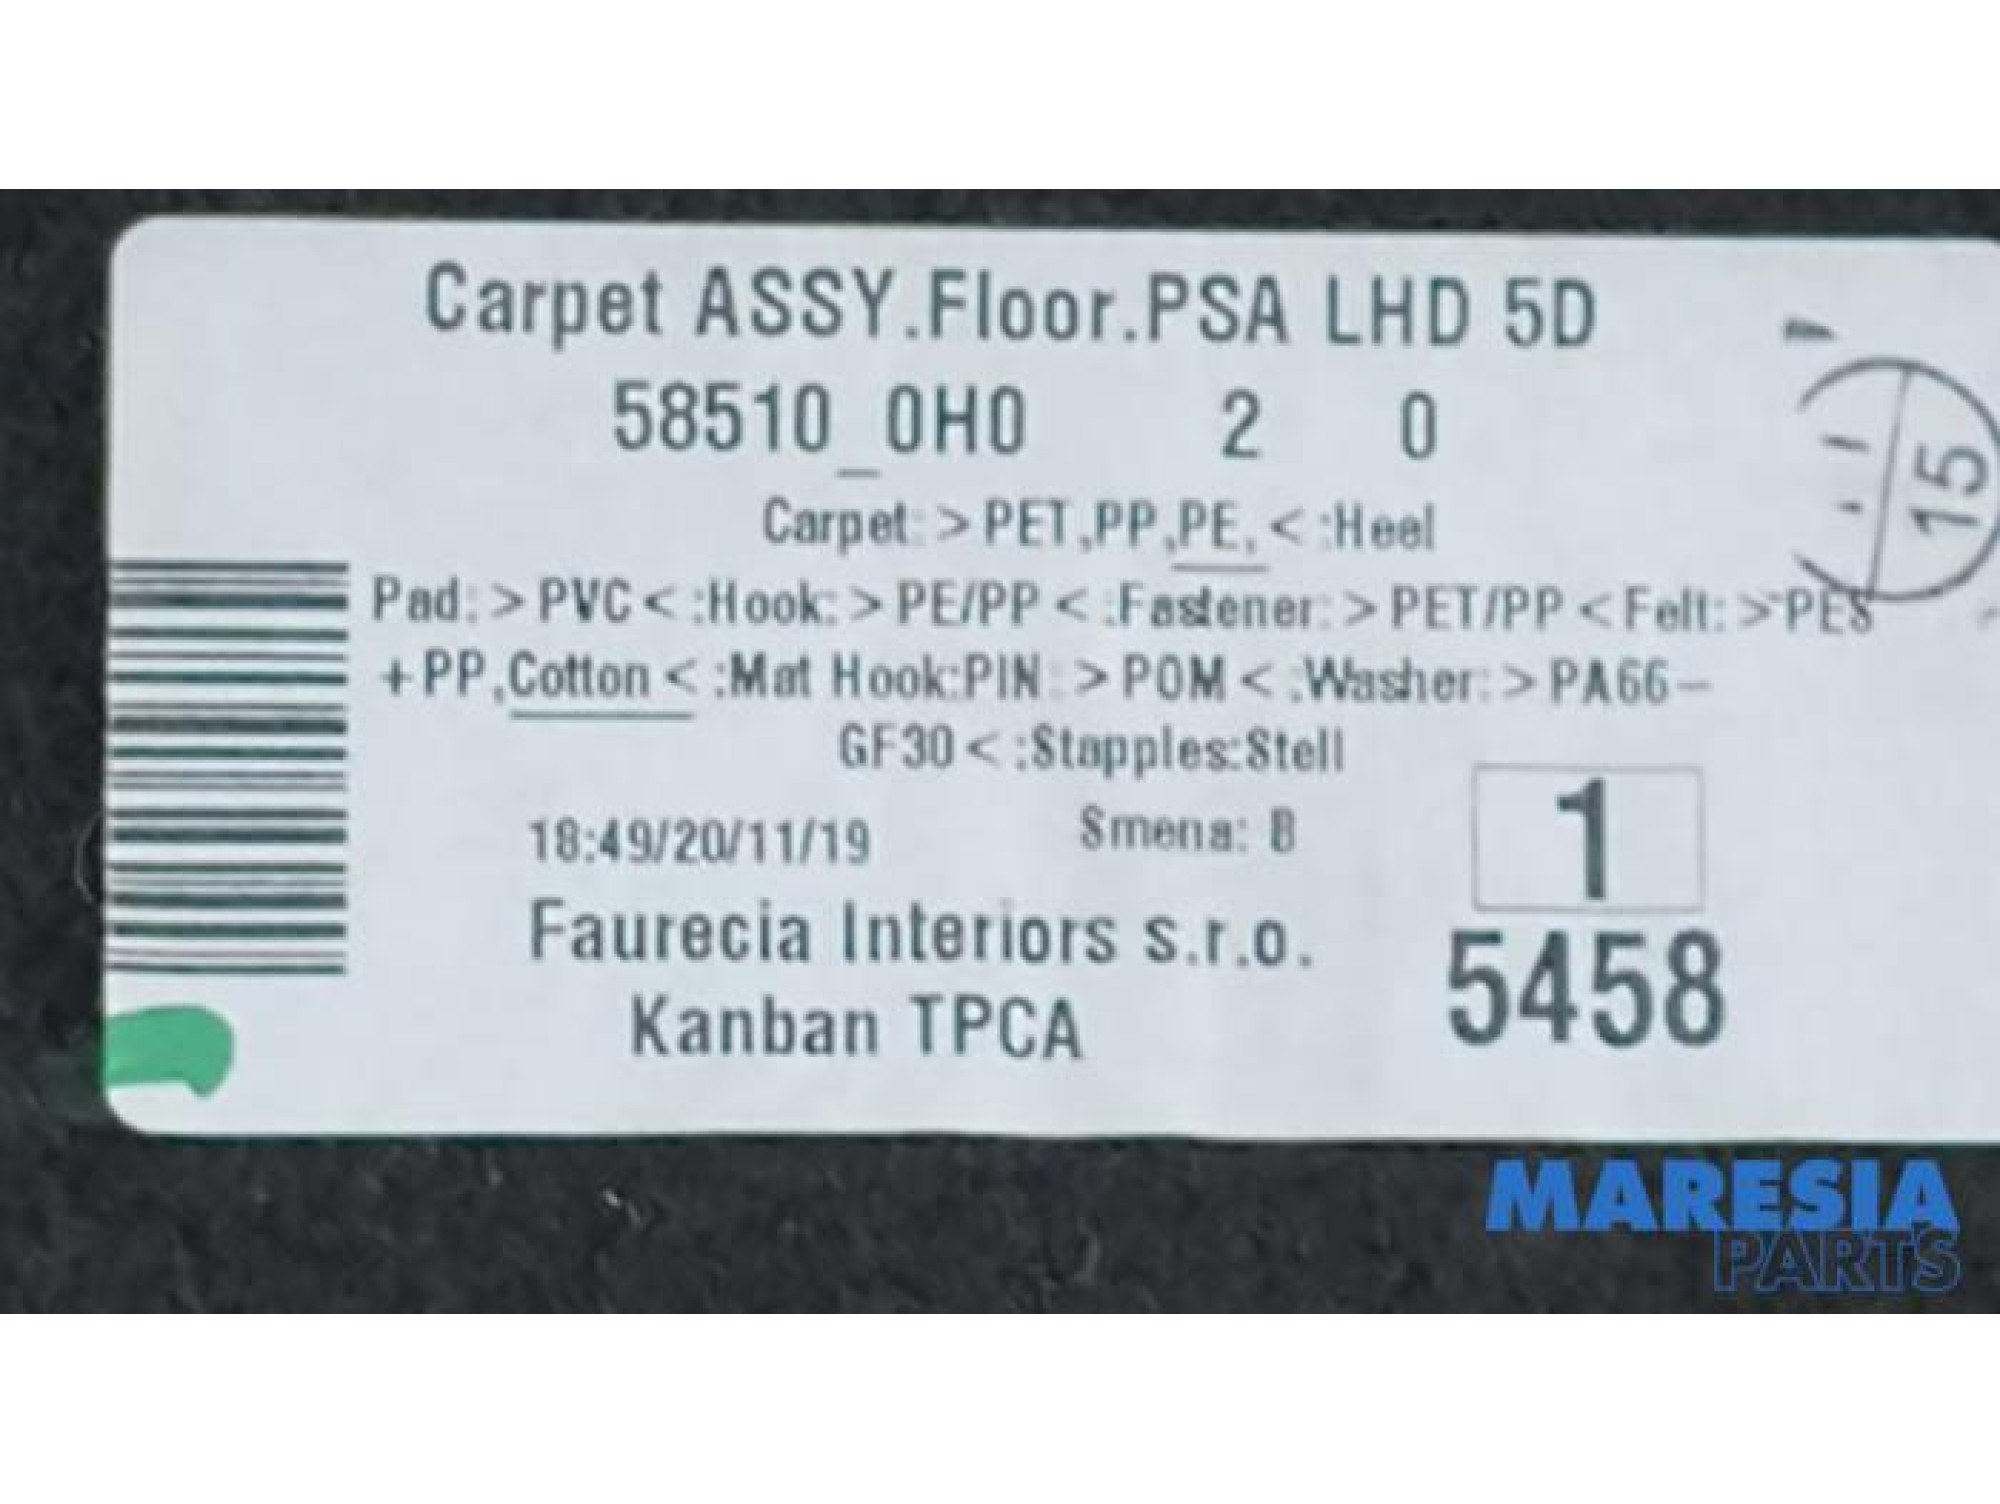 Carpet ASSY.Floor.PSA LHD 5D
58510_0H0 2 0
Carpet:>PET,PP,PE,<:Heel
Pad:>PVC<:Hook:>PE/PP<:Fastener:>PET/PP<Felt:>PES
+PP,Cotton<:Mat Hook:PIN:>POM<:Washer:>PA66-
GF30<:Stapples:Stell
18:49/20/11/19 Smena: B
1
Faurecia Interiors s.r.o.
5458
Kanban TPCA
15
MARESIA
PARTS